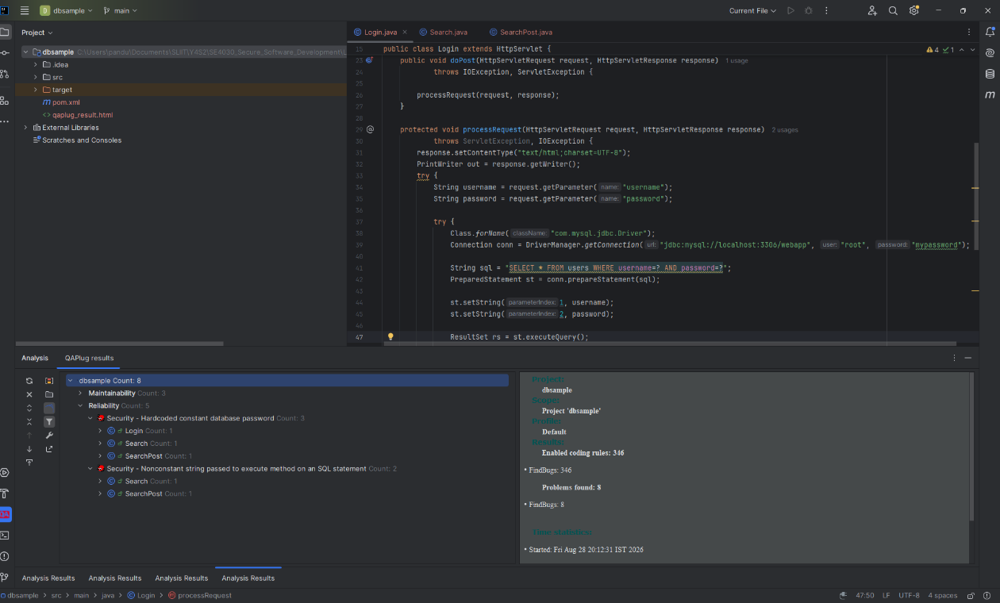 D dbsample main Current File
Project
dbsample C:\Users\pandu\Documents\SLIIT\Y4S2\SE4030_Secure_Software_Development\L
.idea
src
target
m pom.xml
<> qaplug_result.html
External Libraries
Scratches and Consoles
Login.java × Search.java SearchPost.java
15 public class Login extends HttpServlet { 4 1
23 public void doPost(HttpServletRequest request, HttpServletResponse response) 1 usage
24 throws IOException, ServletException {
25
26 processRequest(request, response);
27 }
28
29 protected void processRequest(HttpServletRequest request, HttpServletResponse response) 2 usages
30 throws ServletException, IOException {
31 response.setContentType("text/html;charset=UTF-8");
32 PrintWriter out = response.getWriter();
33 try {
34 String username = request.getParameter( name: "username");
35 String password = request.getParameter( name: "password");
36
37 try {
38 Class.forName( className: "com.mysql.jdbc.Driver");
39 Connection conn = DriverManager.getConnection( url: "jdbc:mysql://localhost:3306/webapp", user: "root", password: "mypassword");
40
41 String sql = "SELECT * FROM users WHERE username=? AND password=?";
42 PreparedStatement st = conn.prepareStatement(sql);
43
44 st.setString( parameterIndex: 1, username);
45 st.setString( parameterIndex: 2, password);
46
47 ResultSet rs = st.executeQuery();
Analysis QAPlug results
dbsample Count: 8
Maintainability Count: 3
Reliability Count: 5
Security - Hardcoded constant database password Count: 3
Login Count: 1
Search Count: 1
SearchPost Count: 1
Security - Nonconstant string passed to execute method on an SQL statement Count: 2
Search Count: 1
SearchPost Count: 1
Project:
dbsample
Scope:
Project 'dbsample'
Profile:
Default
Results:
Enabled coding rules: 346
• FindBugs: 346
Problems found: 8
• FindBugs: 8
Time statistics:
• Started: Fri Aug 28 20:12:31 IST 2026
Analysis Results Analysis Results Analysis Results Analysis Results
dbsample > src > main > java > Login > processRequest 47:50 LF UTF-8 4 spaces